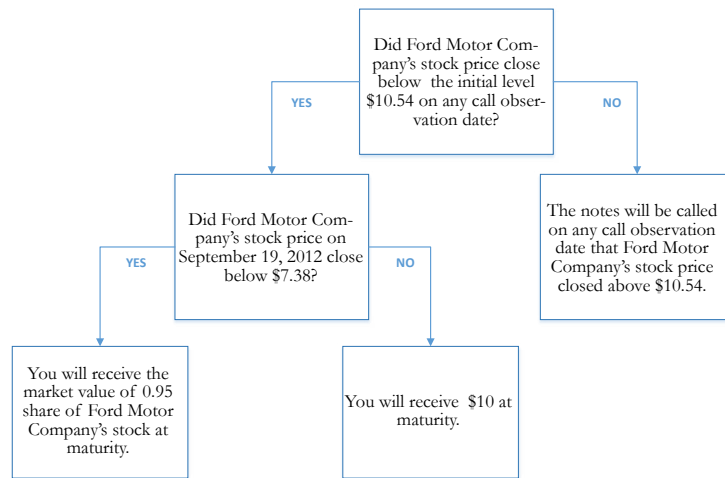 Did Ford Motor Com-
pany's stock price close
below the initial level
$10.54 on any call obser-
vation date?
YES
NO
Did Ford Motor Com-
pany's stock price on
September 19, 2012 close
below $7.38?
The notes will be called
on any call observation
date that Ford Motor
Company's stock price
closed above $10.54.
YES
NO
You will receive the
market value of 0.95
share of Ford Motor
Company's stock at
maturity.
You will receive $10 at
maturity.